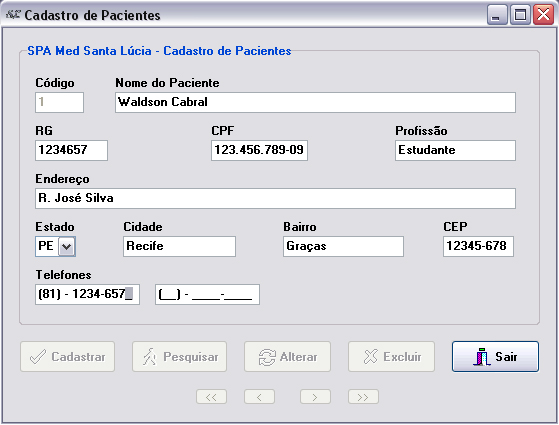 Cadastro de Pacientes
SPA Med Santa Lúcia - Cadastro de Pacientes
Código Nome do Paciente
1 Waldson Cabral
RG CPF Profissão
1234657 123.456.789-09 Estudante
Endereço
R. José Silva
Estado Cidade Bairro CEP
PE Recife Graças 12345-678
Telefones
(81) - 1234-657_ (__) - ____-____
Cadastrar Pesquisar Alterar Excluir Sair
<< < > >>